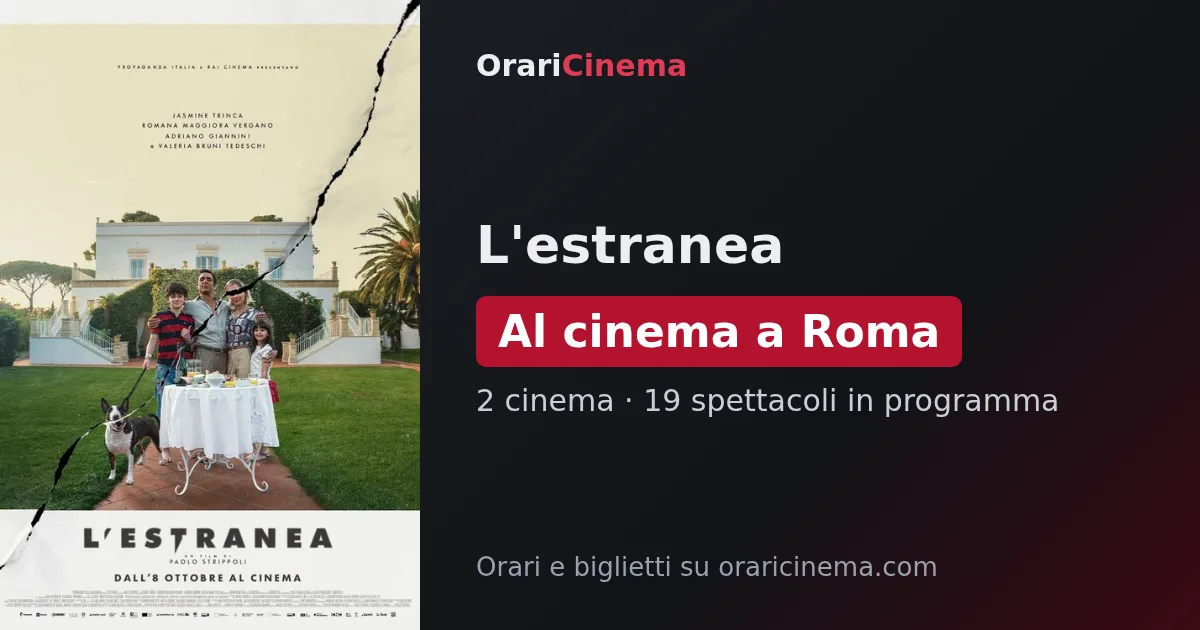 PROPAGANDA ITALIA e RAI CINEMA PRESENTANO
JASMINE TRINCA
ROMANA MAGGIORA VERGANO
ADRIANO GIANNINI
e VALERIA BRUNI TEDESCHI
L'ESTRANEA
UN FILM DI
PAOLO STRIPPOLI
DALL'8 OTTOBRE AL CINEMA
OrariCinema
L'estranea
Al cinema a Roma
2 cinema · 19 spettacoli in programma
Orari e biglietti su oraricinema.com